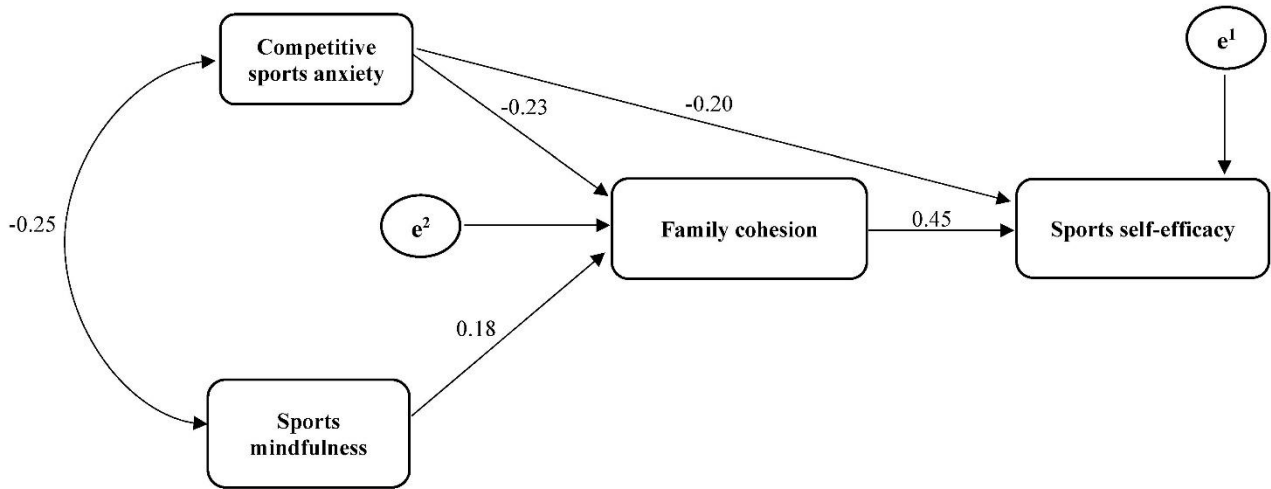 Competitive
sports anxiety
e¹
-0.23
-0.20
-0.25
e²
Family cohesion
0.45
Sports self-efficacy
0.18
Sports
mindfulness